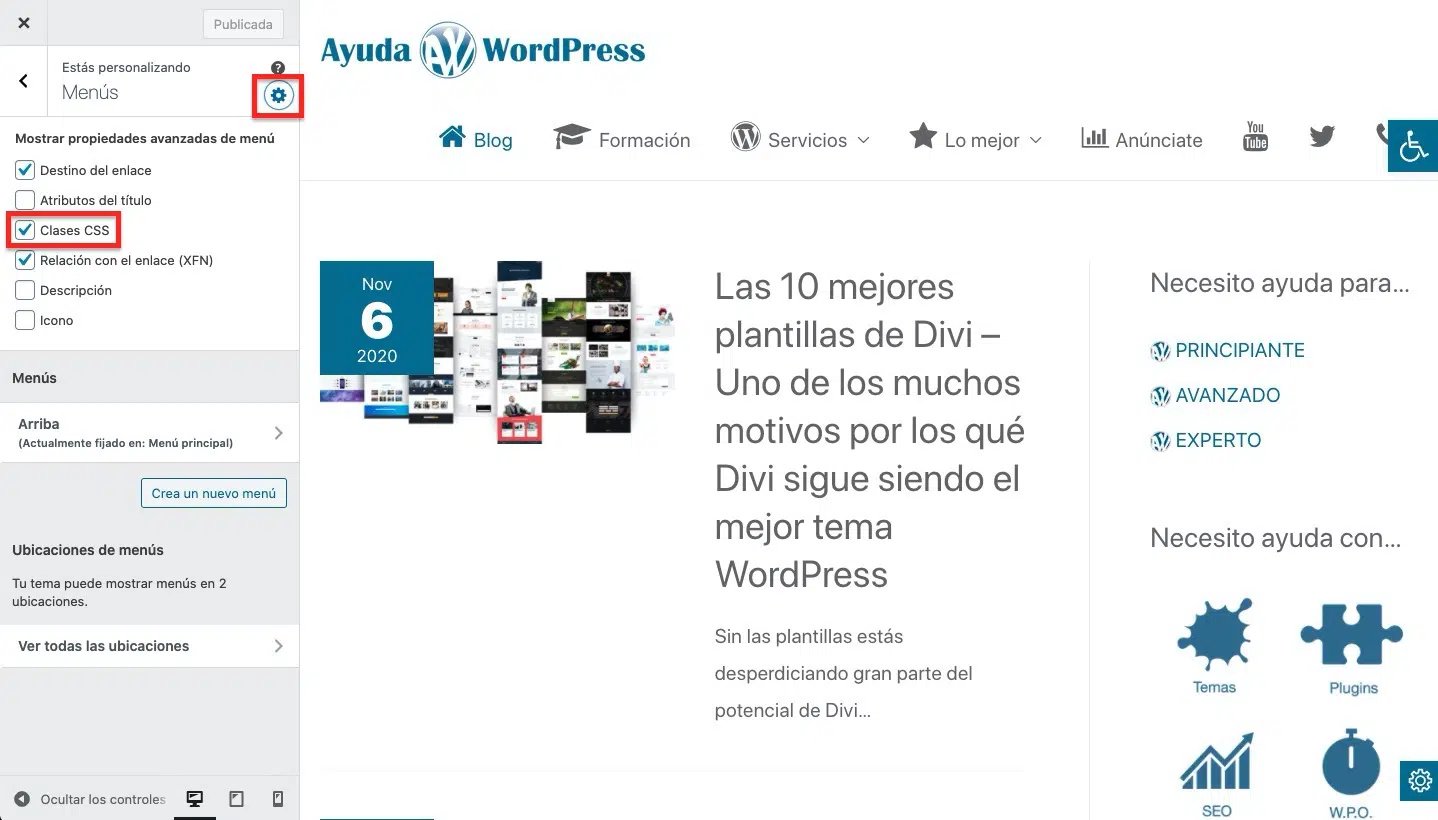 Publicada
Estás personalizando
Menús
Mostrar propiedades avanzadas de menú
Destino del enlace
Atributos del título
Clases CSS
Relación con el enlace (XFN)
Descripción
Icono
Menús
Arriba
(Actualmente fijado en: Menú principal)
Crea un nuevo menú
Ubicaciones de menús
Tu tema puede mostrar menús en 2
ubicaciones.
Ver todas las ubicaciones
Ocultar los controles
Ayuda WordPress
Blog
Formación
Servicios
Lo mejor
Anúnciate
You
Tube
Nov
6
2020
Las 10 mejores
plantillas de Divi –
Uno de los muchos
motivos por los qué
Divi sigue siendo el
mejor tema
WordPress
Sin las plantillas estás
desperdiciando gran parte del
potencial de Divi...
Necesito ayuda para...
PRINCIPIANTE
AVANZADO
EXPERTO
Necesito ayuda con...
Temas
Plugins
SEO
W.P.O.